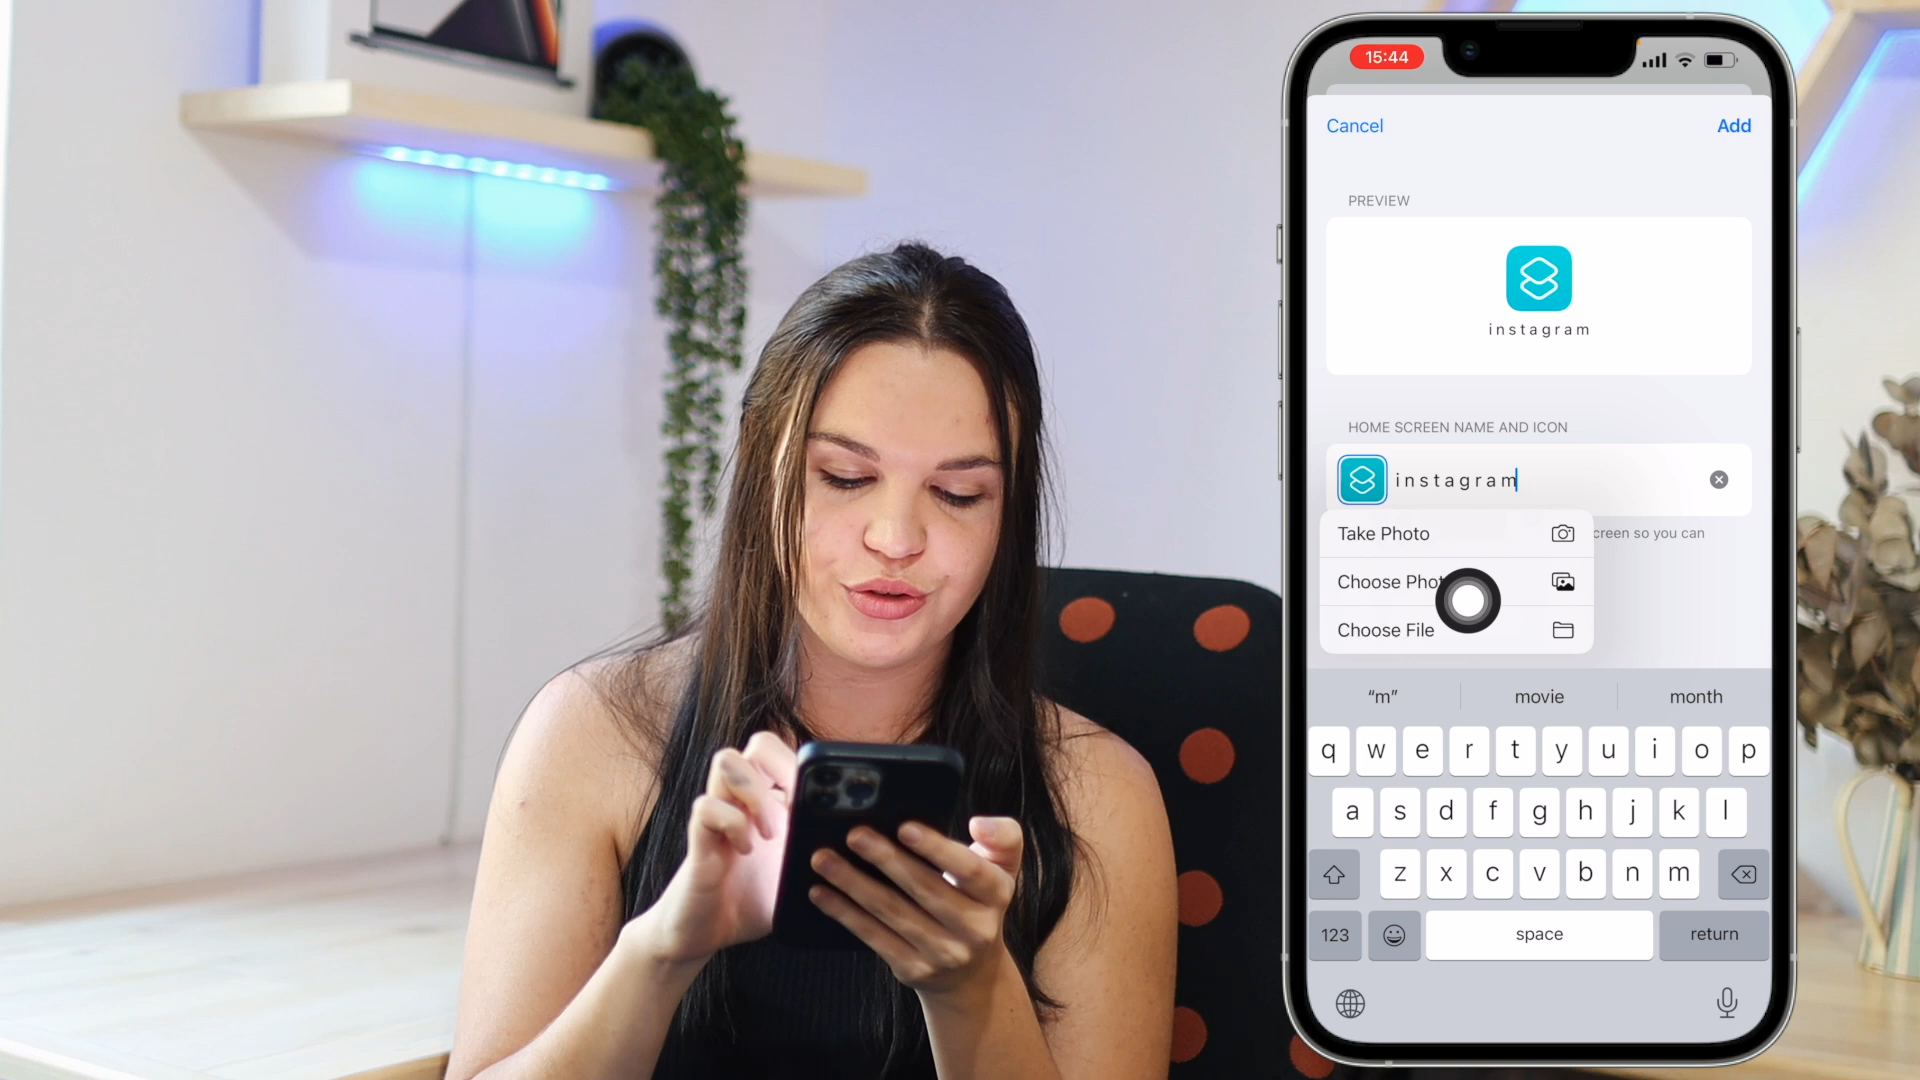 15:44
Cancel
Add
PREVIEW
instagram
HOME SCREEN NAME AND ICON
instagram
Take Photo
creen so you can
Choose Phot
Choose File
“m”
movie
month
q w e r t y u i o p
a s d f g h j k l
z x c v b n m
123
space
return